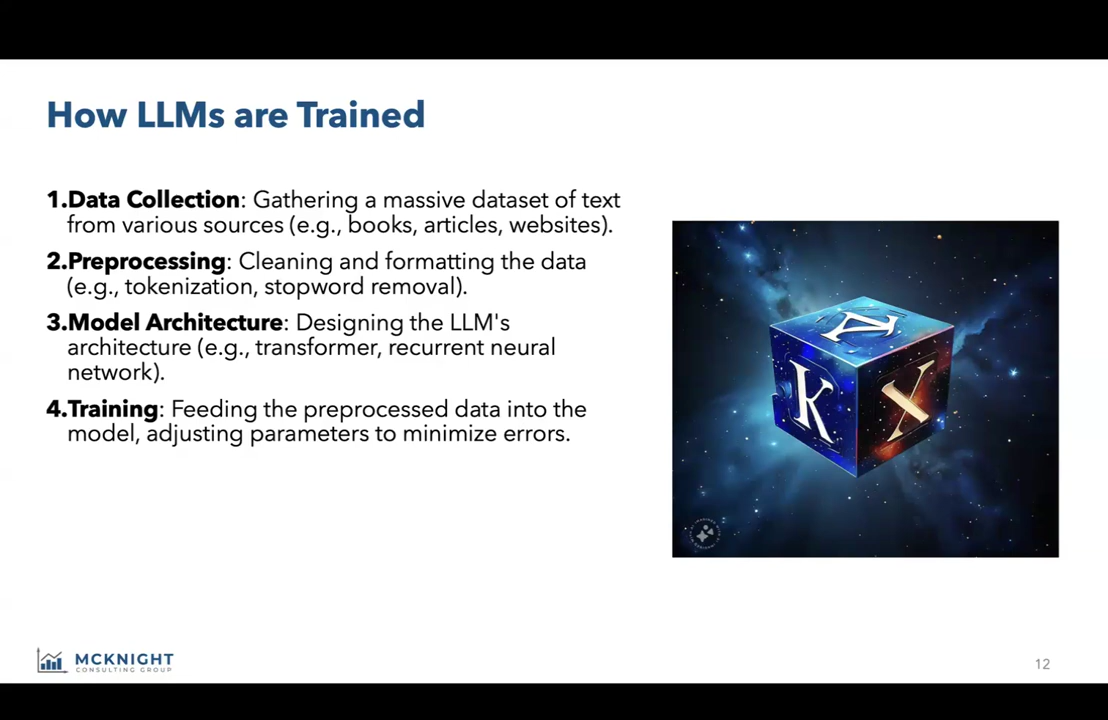 How LLMs are Trained
1.Data Collection: Gathering a massive dataset of text
from various sources (e.g., books, articles, websites).
2.Preprocessing: Cleaning and formatting the data
(e.g., tokenization, stopword removal).
3.Model Architecture: Designing the LLM's
architecture (e.g., transformer, recurrent neural
network).
4.Training: Feeding the preprocessed data into the
model, adjusting parameters to minimize errors.
N
K
X
MCKNIGHT
CONSULTING GROUP
12